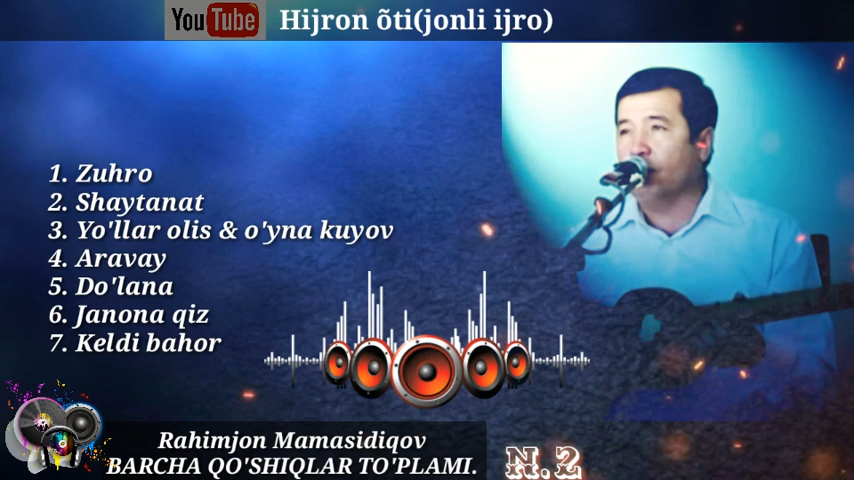 YouTube Hijron õti(jonli ijro)
1. Zuhro
2. Shaytanat
3. Yo'llar olis & o'yna kuyov
4. Aravay
5. Do'lana
6. Janona qiz
7. Keldi bahor
Rahimjon Mamasidiqov
BARCHA QO'SHIQLAR TO'PLAMI.
N.2